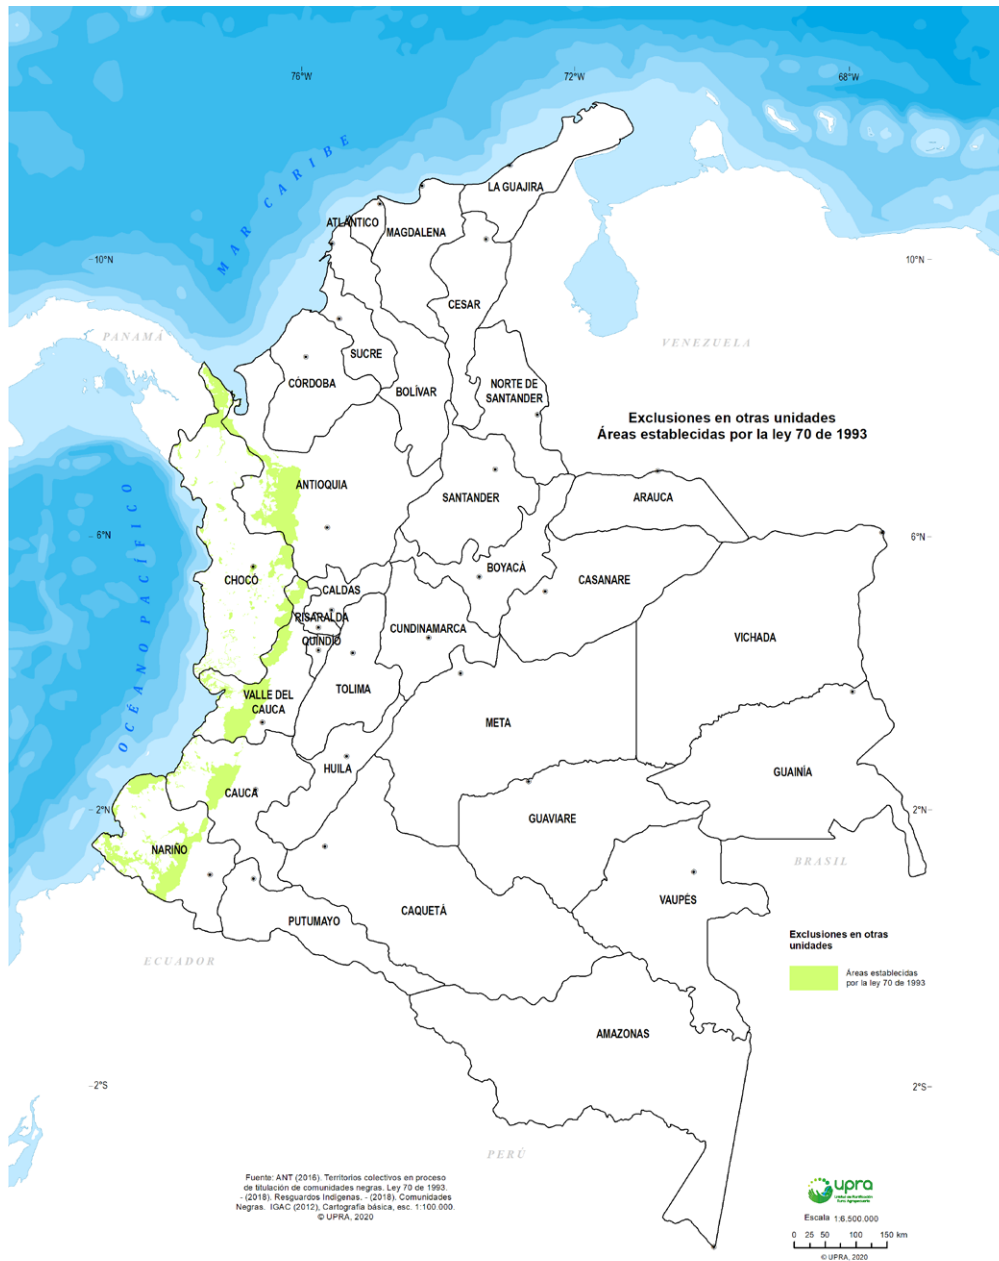 76°W
72°W
68°W
MAR CARIBE
LA GUAJIRA
ATLÁNTICO
MAGDALENA
10°N
10°N
CESAR
PANAMÁ
VENEZUELA
SUCRE
CÓRDOBA
BOLÍVAR
NORTE DE
SANTANDER
Exclusiones en otras unidades
Áreas establecidas por la ley 70 de 1993
ANTIOQUIA
SANTANDER
ARAUCA
OCÉANO PACÍFICO
6°N
6°N
BOYACÁ
CHOCÓ
CASANARE
CALDAS
RISARALDA
CUNDINAMARCA
QUINDIO
VICHADA
TOLIMA
VALLE DEL
CAUCA
META
HUILA
GUAINÍA
CAUCA
2°N
2°N
GUAVIARE
NARIÑO
BRASIL
VAUPÉS
CAQUETÁ
PUTUMAYO
Exclusiones en otras
unidades
ECUADOR
Áreas establecidas
por la ley 70 de 1993
AMAZONAS
2°S
2°S
PERÚ
Fuente: ANT (2016). Territorios colectivos en proceso
de titulación de comunidades negras. Ley 70 de 1993.
- (2018). Resguardos Indígenas. - (2018). Comunidades
Negras. IGAC (2012), Cartografía básica, esc. 1:100.000.
© UPRA, 2020
upra
Escala 1:6.500.000
0 25 50 100 150 km
© UPRA, 2020